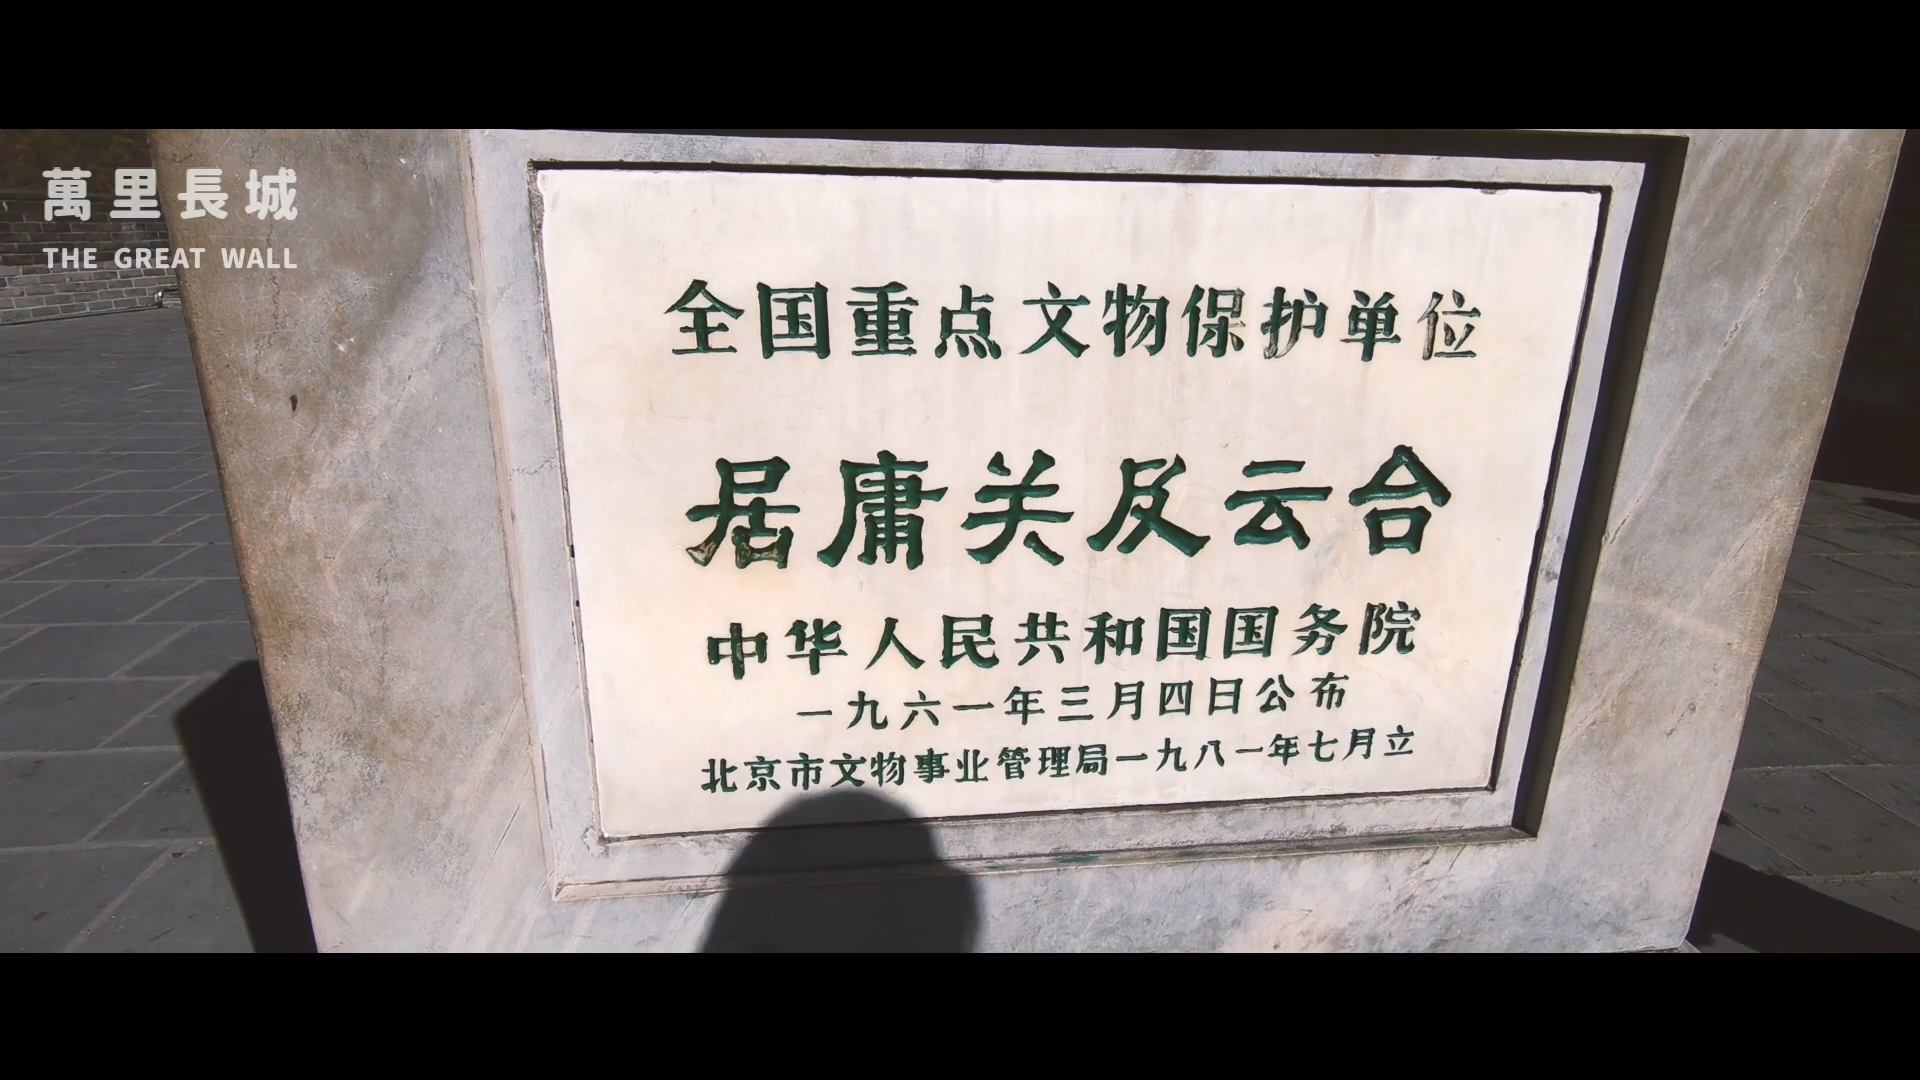 萬里長城
THE GREAT WALL
全国重点文物保护单位
居庸关及云台
中华人民共和国国务院
一九六一年三月四日公布
北京市文物事业管理局一九八一年七月立